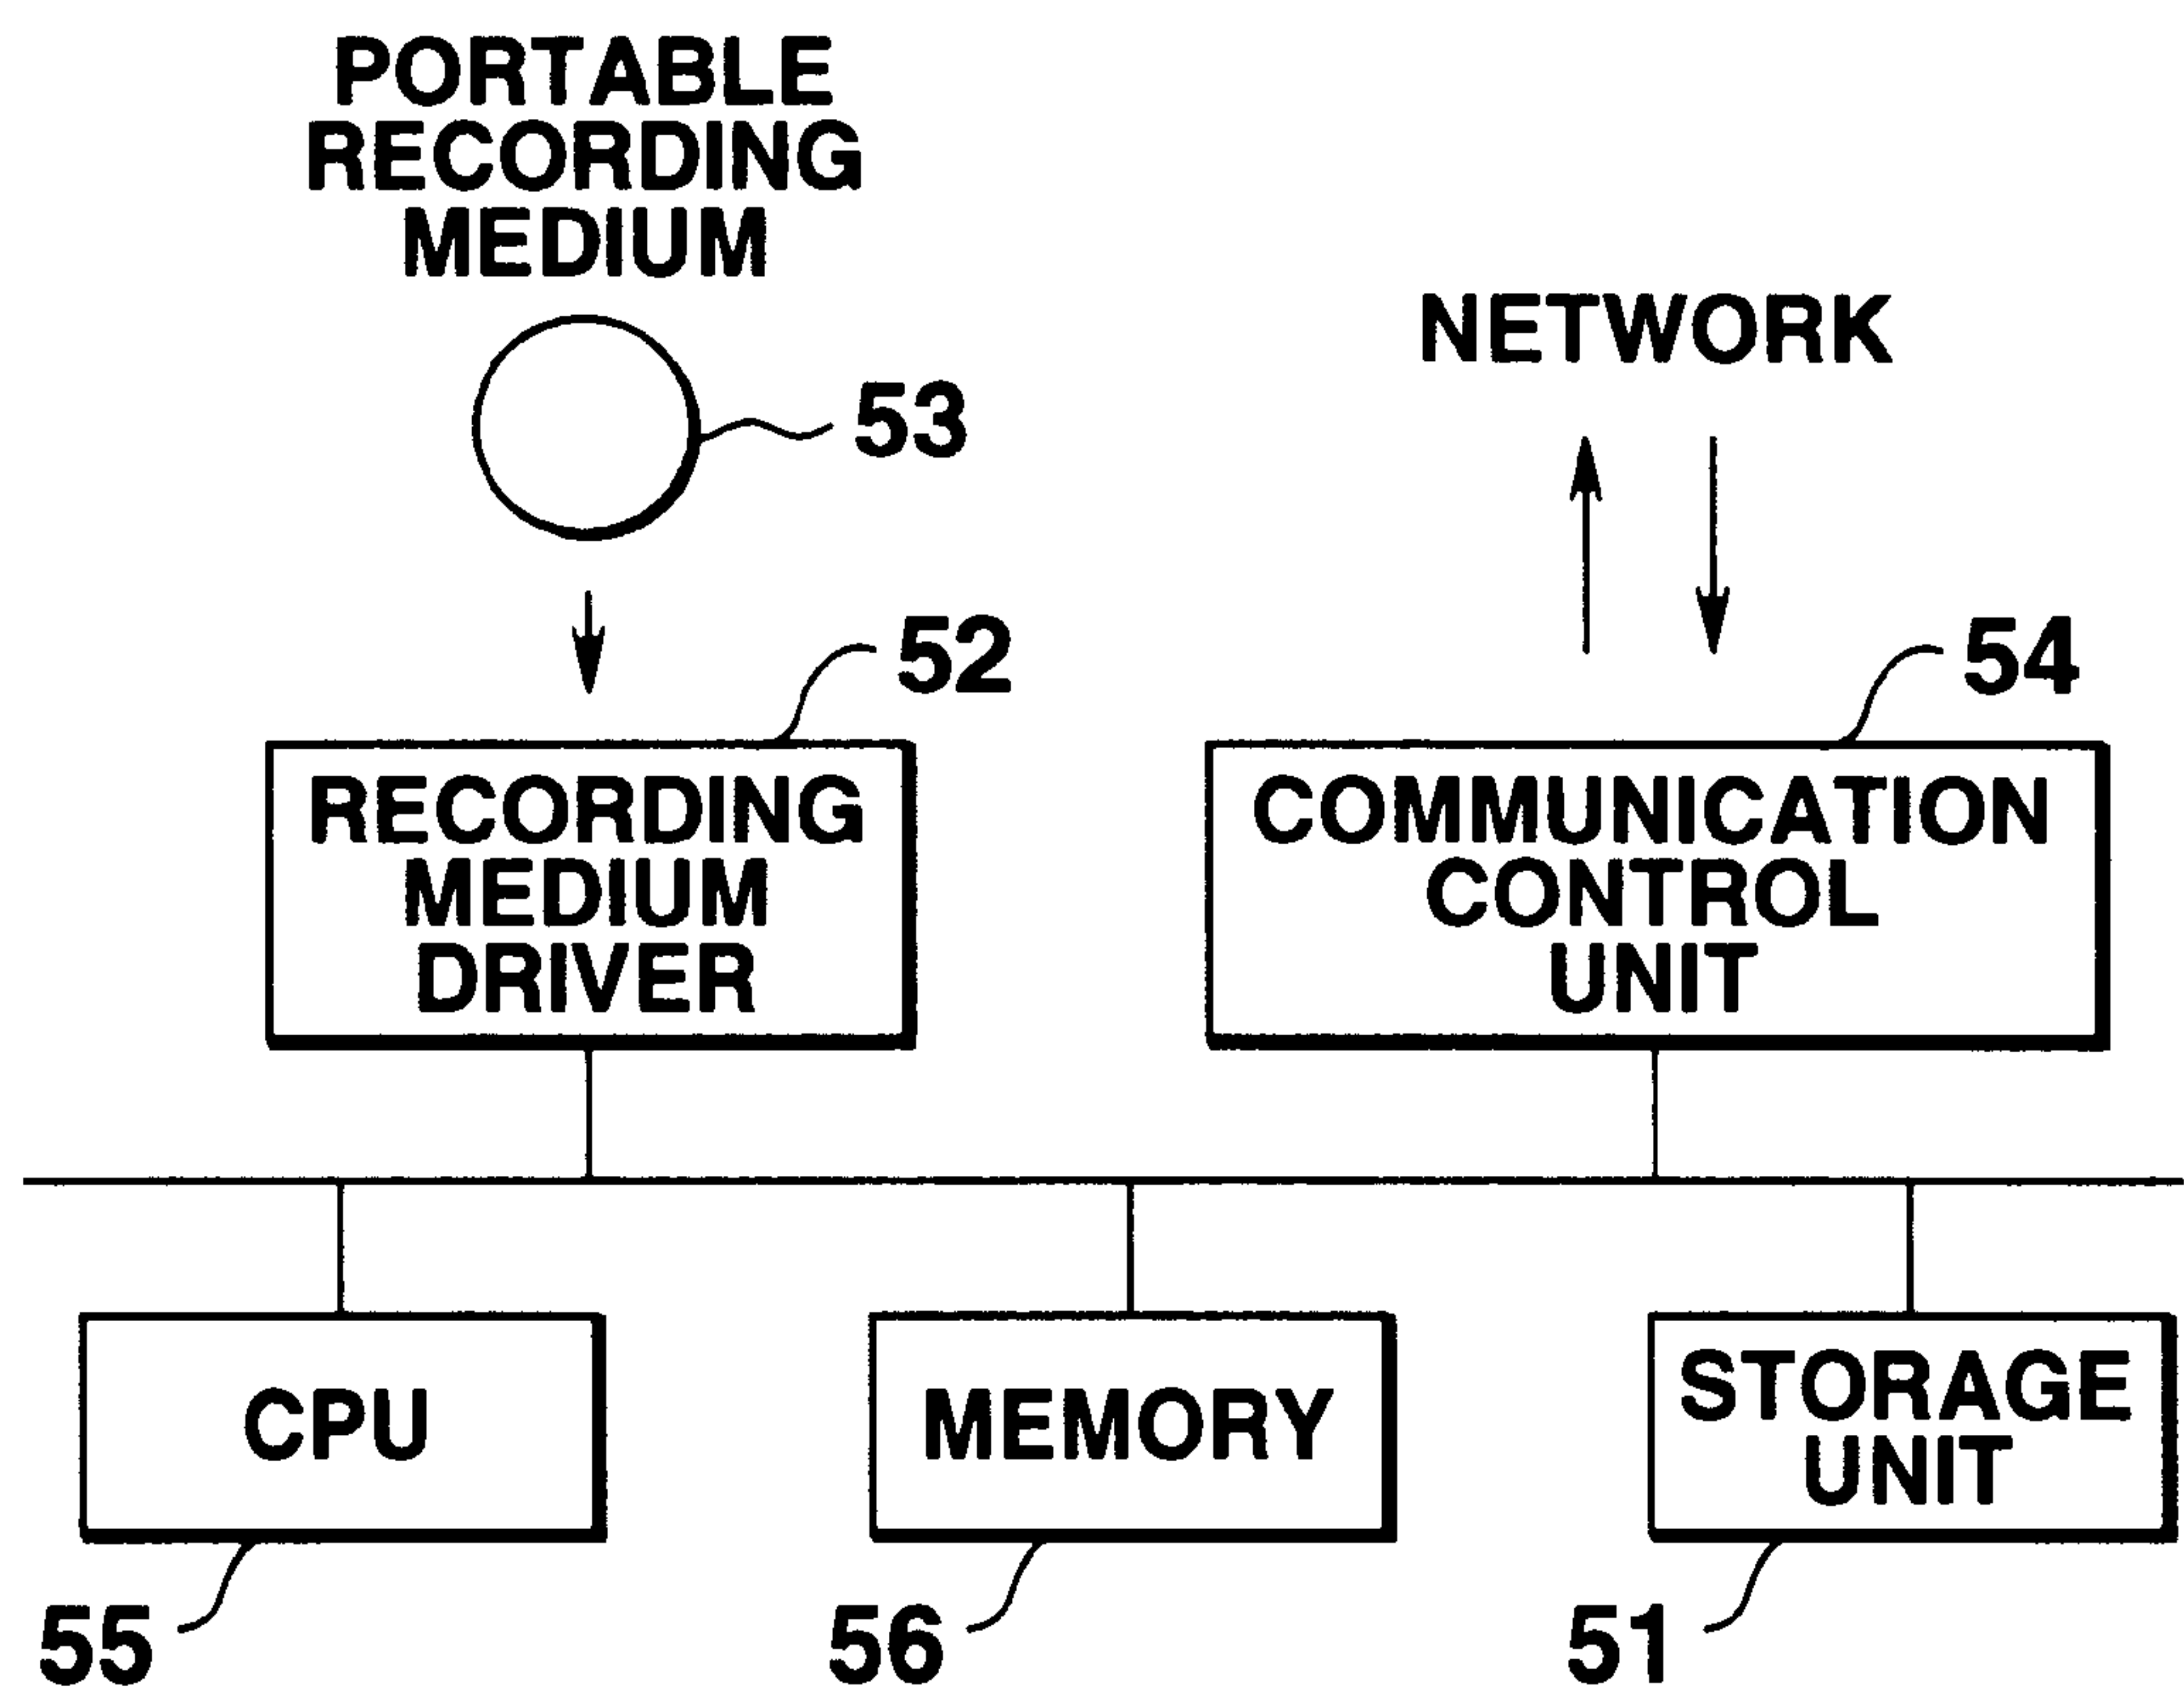 PORTABLE
RECORDING
MEDIUM
53
NETWORK
52
54
RECORDING
MEDIUM
DRIVER
COMMUNICATION
CONTROL
UNIT
CPU
MEMORY
STORAGE
UNIT
55
56
51